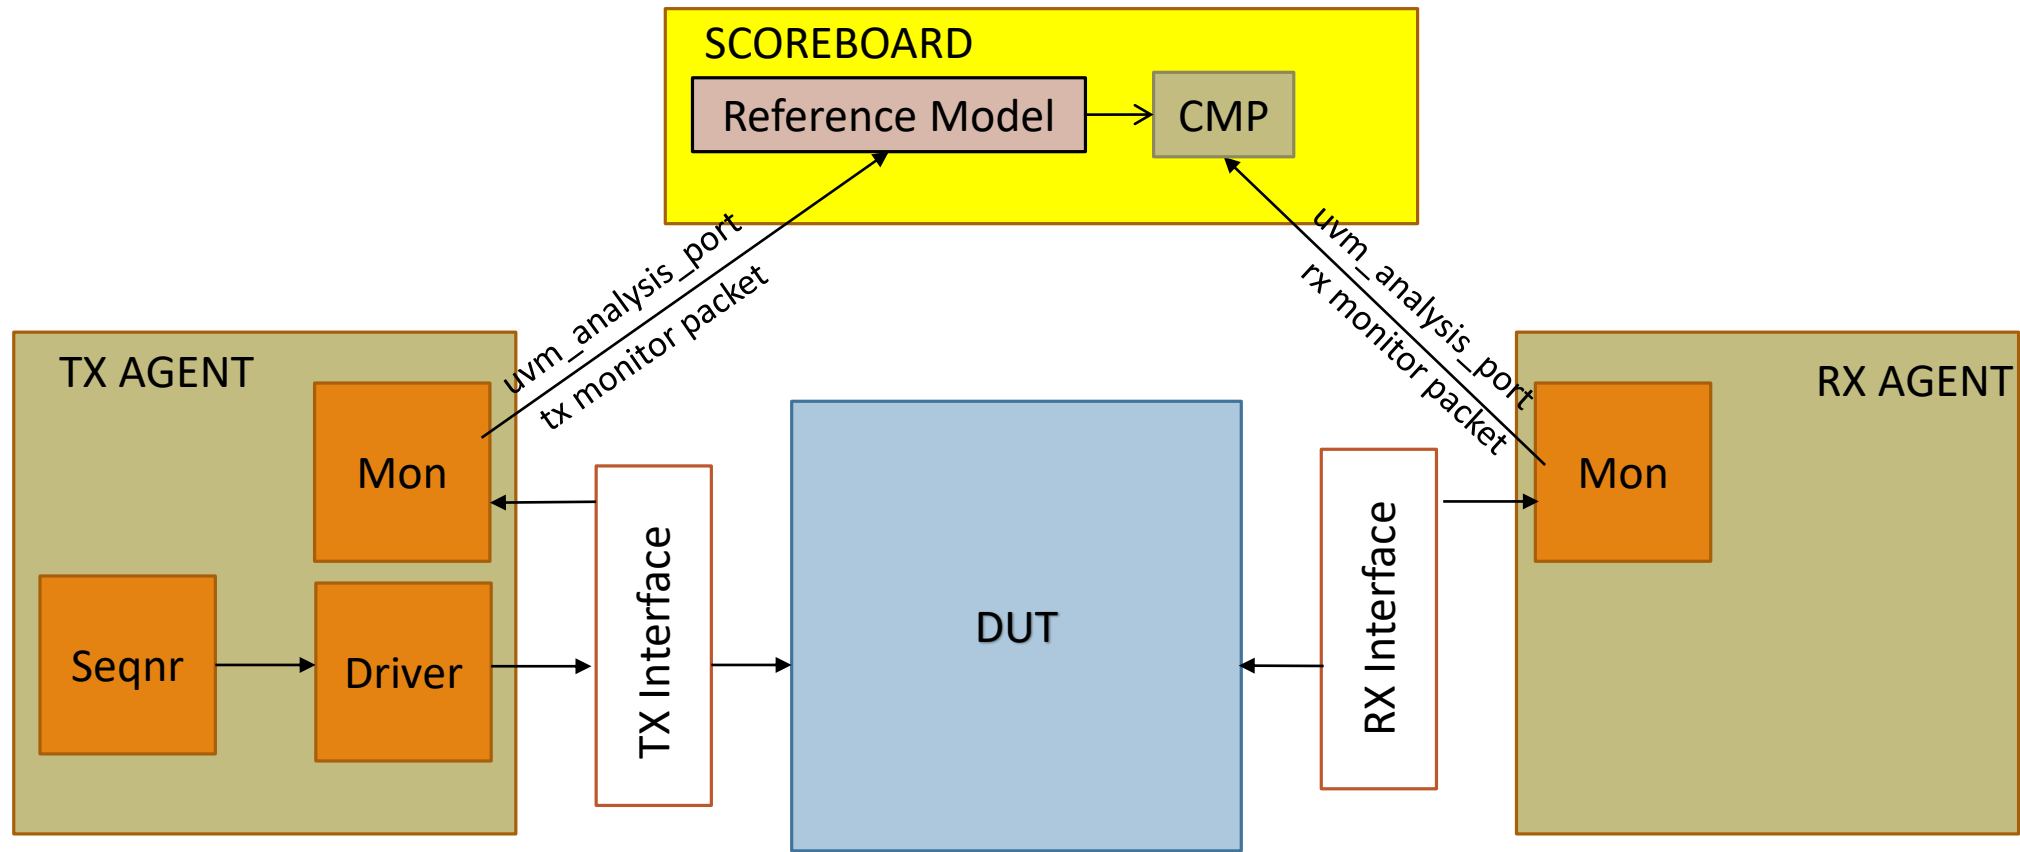 SCOREBOARD
Reference Model
CMP
uvm_analysis_port
tx monitor packet
uvm_analysis_port
rx monitor packet
TX AGENT
RX AGENT
Mon
Mon
TX Interface
DUT
RX Interface
Seqnr
Driver